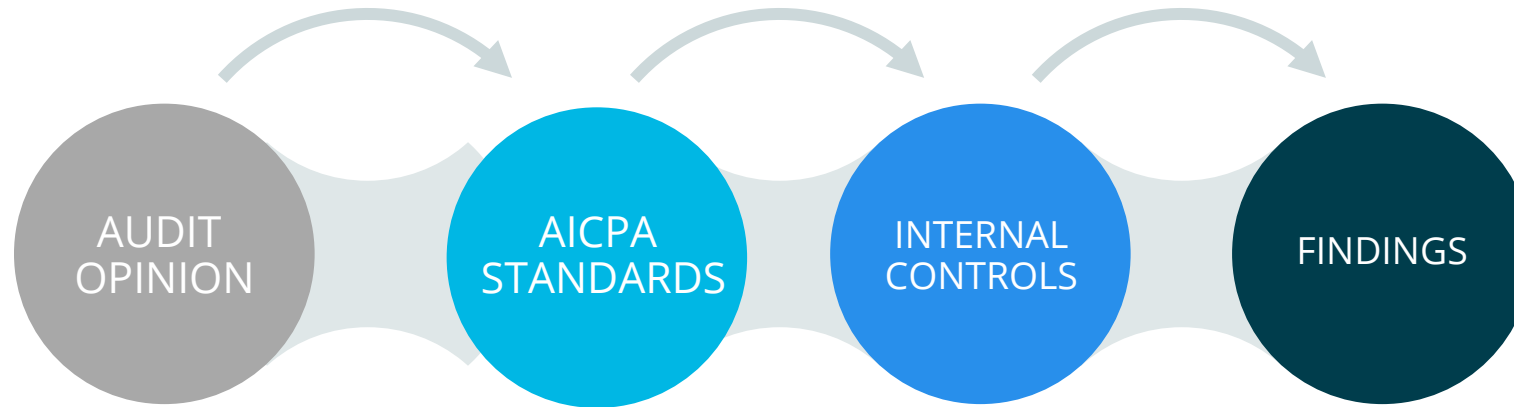 AUDIT
OPINION
AICPA
STANDARDS
INTERNAL
CONTROLS
FINDINGS